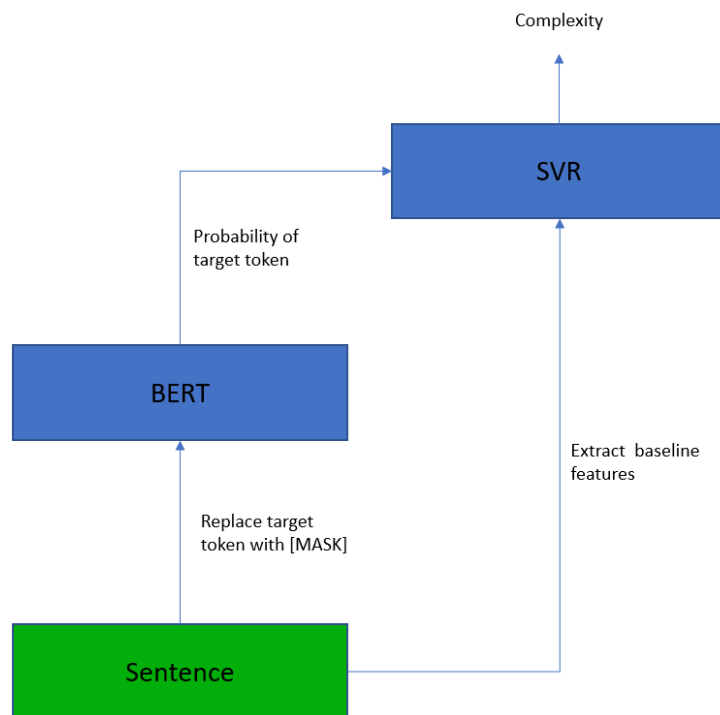 Complexity
SVR
Probability of
target token
BERT
Extract baseline
features
Replace target
token with [MASK]
Sentence